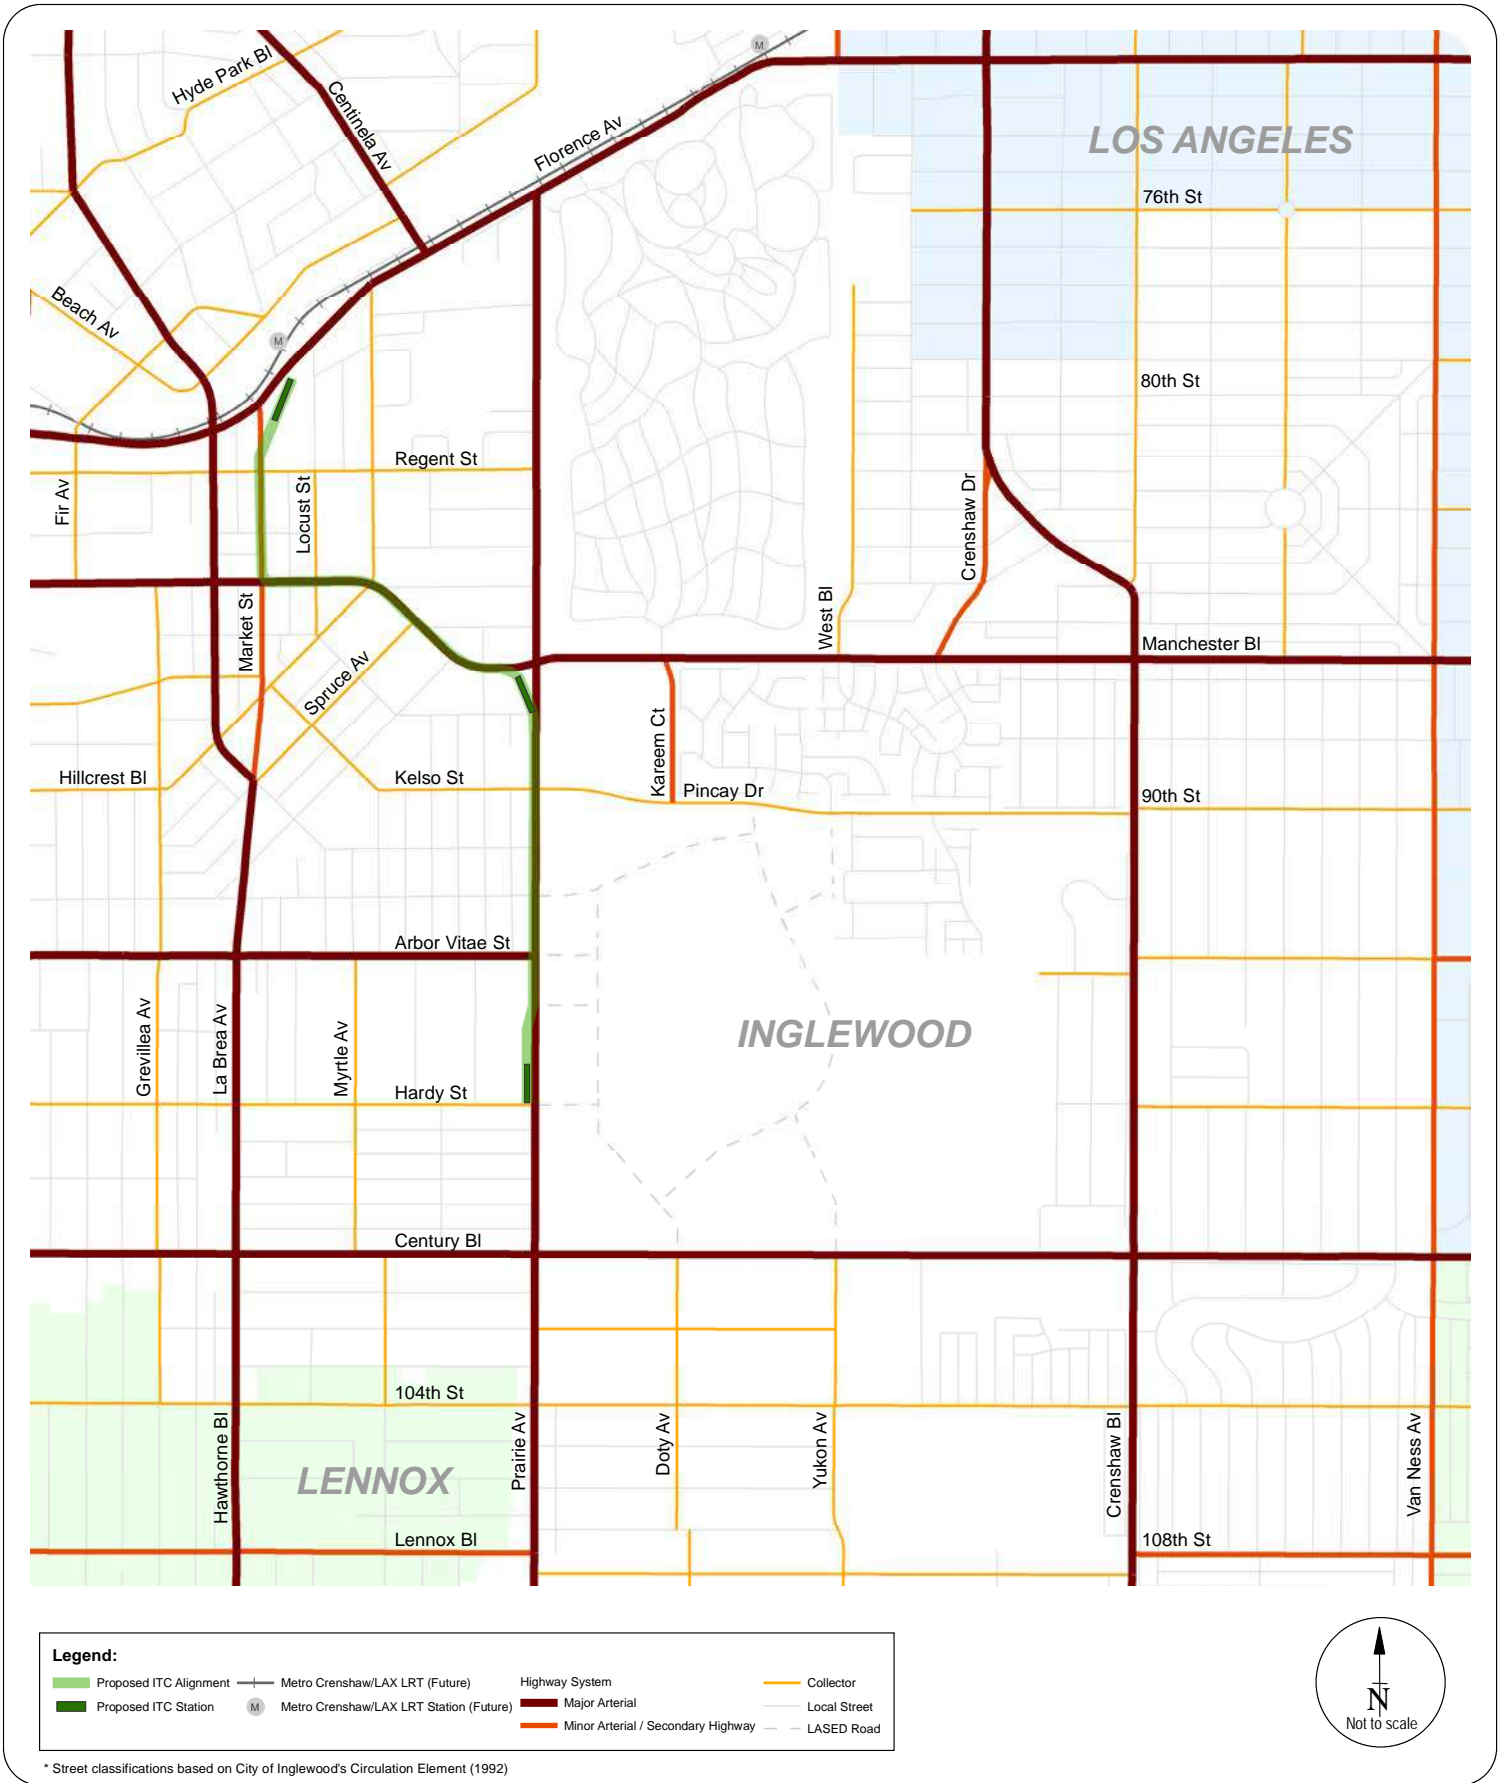 M
Hyde Park Bl
Centinela Av
Florence Av
LOS ANGELES
76th St
Beach Av
M
80th St
Regent St
Fir Av
Locust St
Crenshaw Dr
West Bl
Market St
Manchester Bl
Spruce Av
Kareem Ct
Hillcrest Bl
Kelso St
Pincay Dr
90th St
Arbor Vitae St
Grevillea Av
La Brea Av
Myrtle Av
INGLEWOOD
Hardy St
Century Bl
104th St
Hawthorne Bl
LENNOX
Prairie Av
Doty Av
Yukon Av
Crenshaw Bl
Van Ness Av
Lennox Bl
108th St
Legend:
Proposed ITC Alignment
Proposed ITC Station
Metro Crenshaw/LAX LRT (Future)
M
Metro Crenshaw/LAX LRT Station (Future)
Highway System
Major Arterial
Minor Arterial / Secondary Highway
Collector
Local Street
LASED Road
N
Not to scale
* Street classifications based on City of Inglewood's Circulation Element (1992)